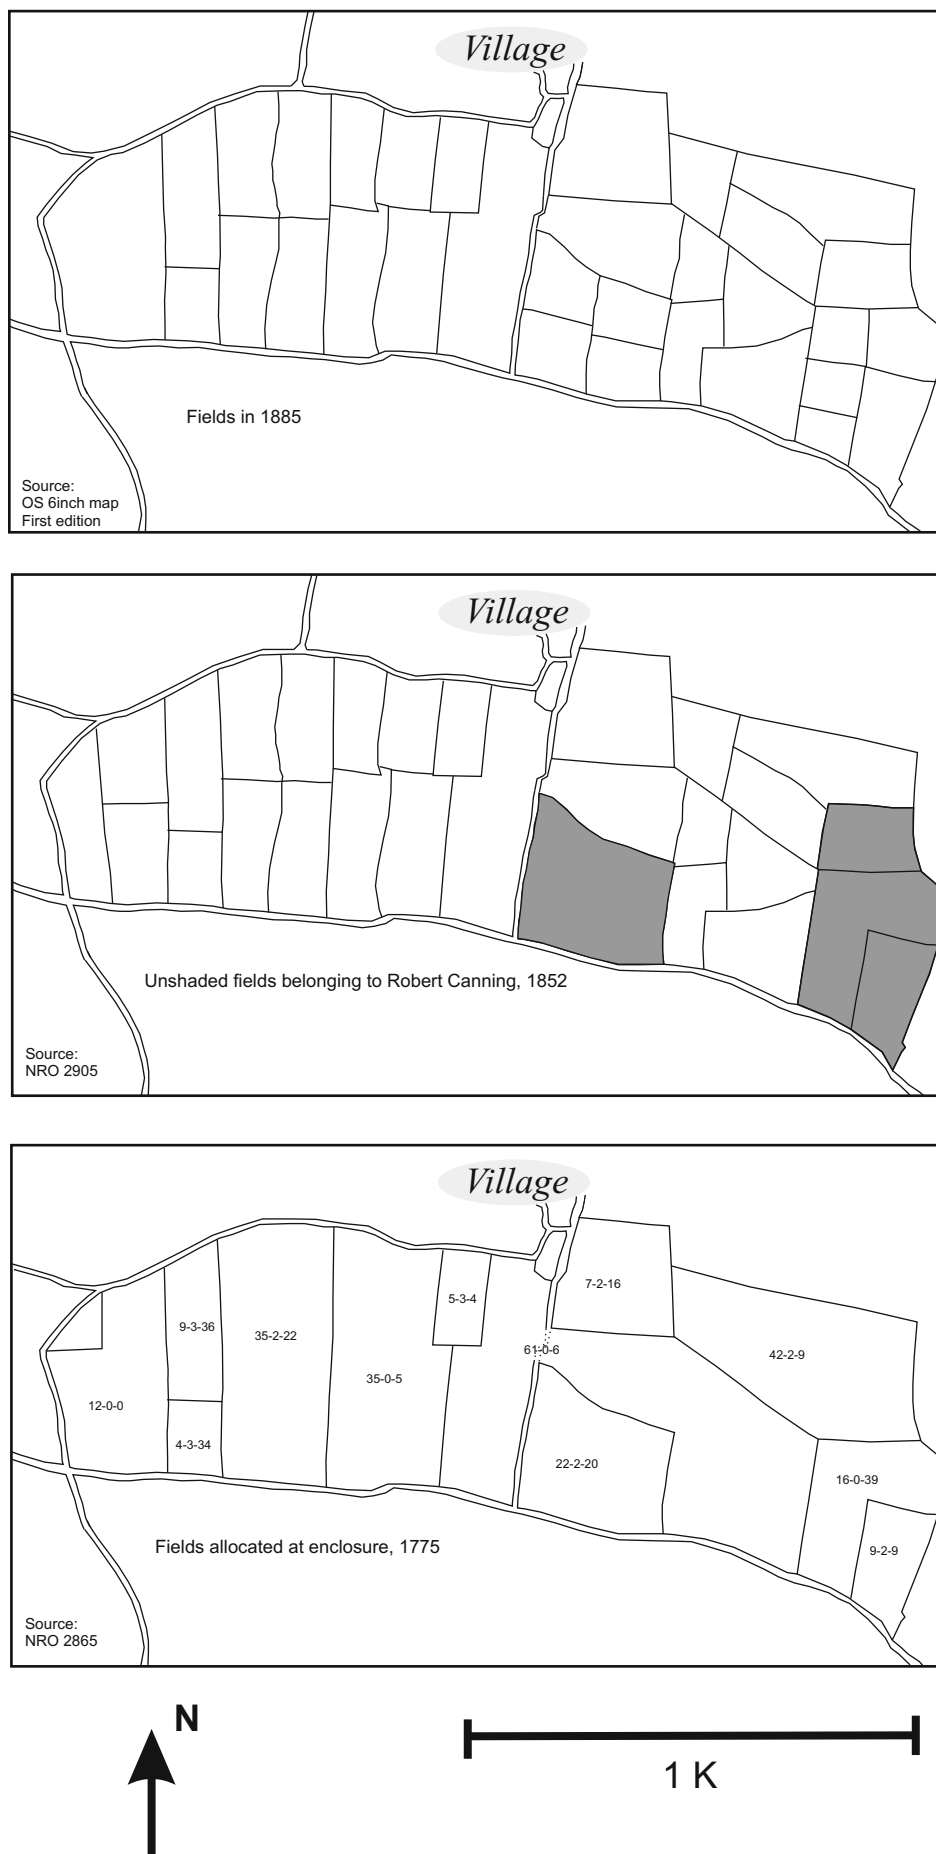 Village
Fields in 1885
Source:
OS 6inch map
First edition
Village
Unshaded fields belonging to Robert Canning, 1852
Source:
NRO 2905
Village
7-2-16
5-3-4
9-3-36
35-2-22
61-0-6
42-2-9
35-0-5
12-0-0
4-3-34
22-2-20
16-0-39
9-2-9
Fields allocated at enclosure, 1775
Source:
NRO 2865
N
1 K